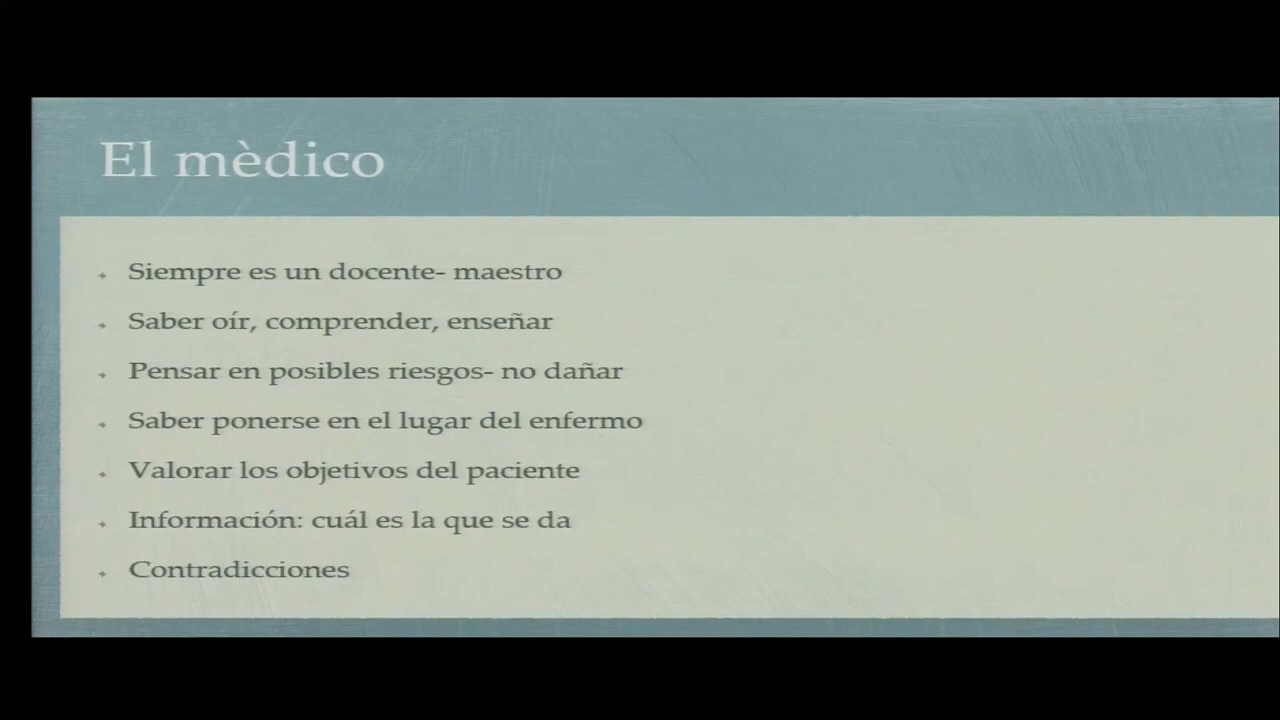 El mèdico
Siempre es un docente- maestro
Saber oír, comprender, enseñar
Pensar en posibles riesgos- no dañar
Saber ponerse en el lugar del enfermo
Valorar los objetivos del paciente
Información: cuál es la que se da
Contradicciones